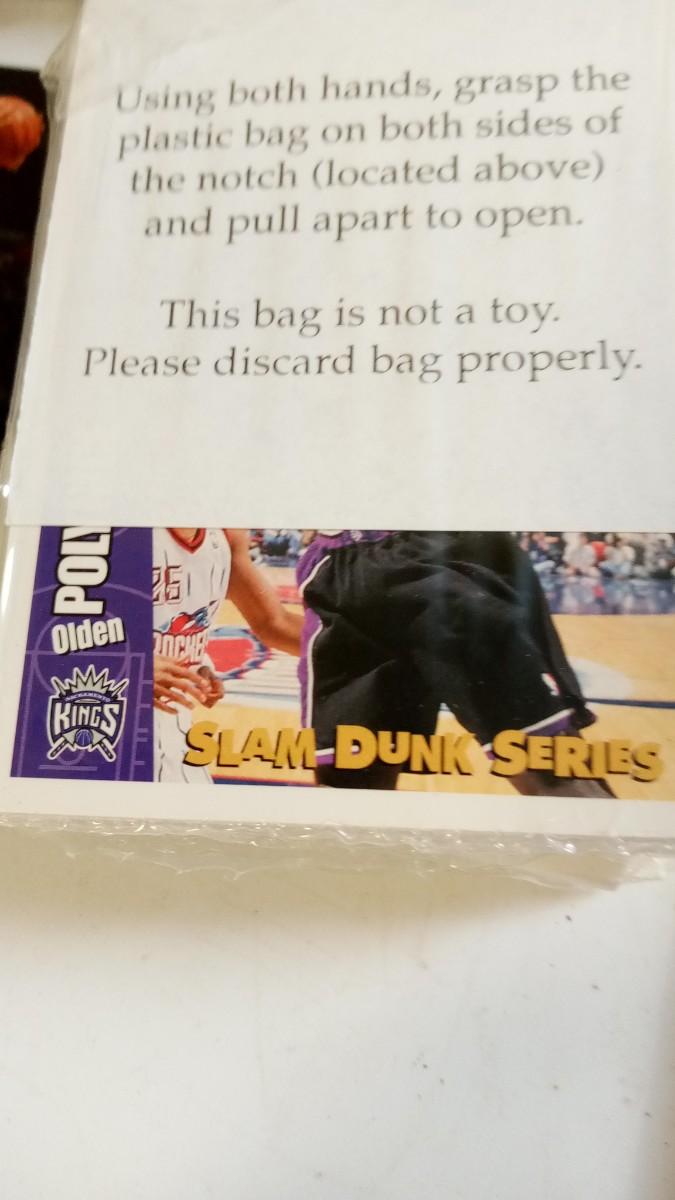 Using both hands, grasp the
plastic bag on both sides of
the notch (located above)
and pull apart to open.
This bag is not a toy.
Please discard bag properly.
Olden
SACRAMENTO
KINGS
SLAM DUNK SERIES